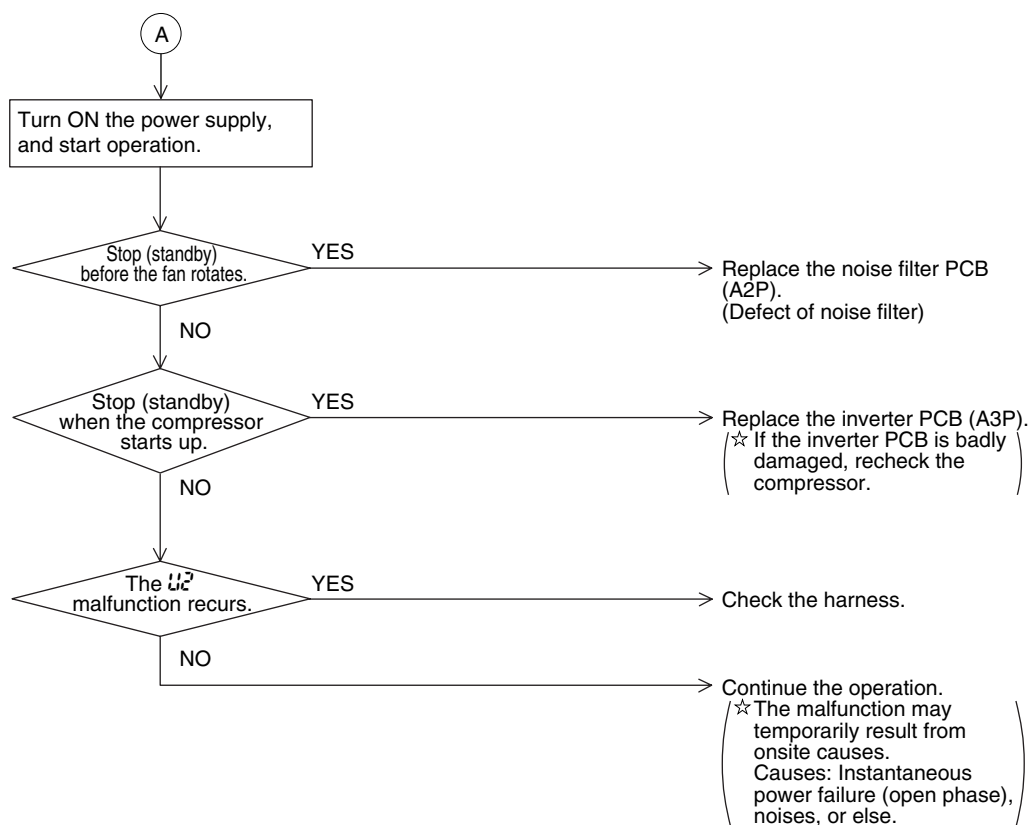 A
Turn ON the power supply,
and start operation.
Stop (standby)
before the fan rotates.
YES
Replace the noise filter PCB
(A2P).
(Defect of noise filter)
NO
Stop (standby)
when the compressor
starts up.
YES
Replace the inverter PCB (A3P).
☆ If the inverter PCB is badly
damaged, recheck the
compressor.
NO
The U2
malfunction recurs.
YES
Check the harness.
NO
Continue the operation.
☆ The malfunction may
temporarily result from
onsite causes.
Causes: Instantaneous
power failure (open phase),
noises, or else.